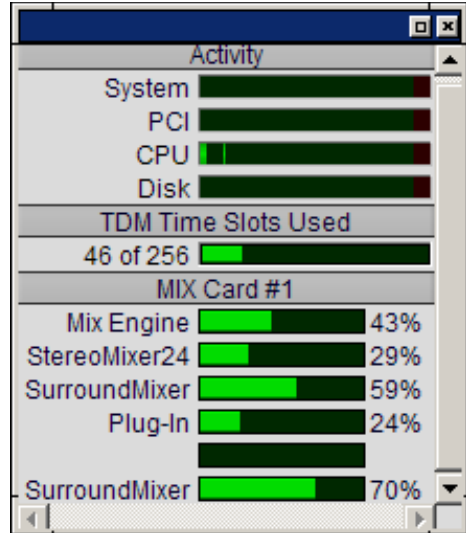 Activity
System
PCI
CPU
Disk
TDM Time Slots Used
46 of 256
MIX Card #1
Mix Engine 43%
StereoMixer24 29%
SurroundMixer 59%
Plug-In 24%
SurroundMixer 70%